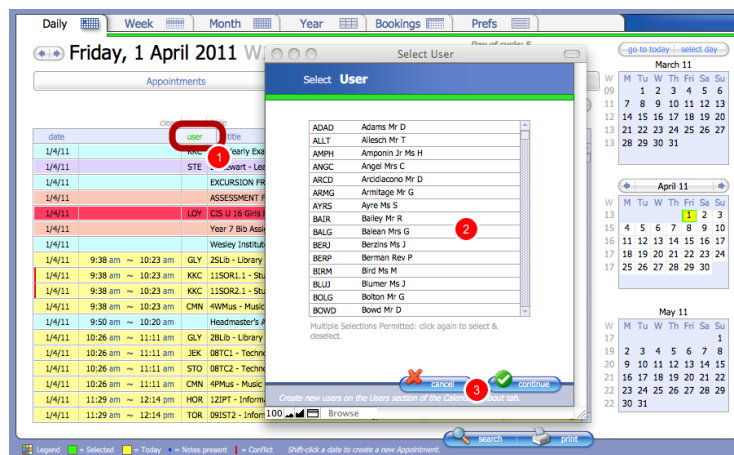 Daily Week Month Year Bookings Prefs
Friday, 1 April 2011
Day of cycle: 5
go to today select day
Appointments
clear
date user title
1/4/11 Yearly Exa
1/4/11 STE
1/4/11 EXCURSION FR
1/4/11 ASSESSMENT F
1/4/11 LOY CIS U 16 Girls
1/4/11 Year 7 Bib Assi
1/4/11 Wesley Institut
1/4/11 9:38 am ~ 10:23 am GLY 2SLib - Library
1/4/11 9:38 am ~ 10:23 am KKC 11SOR1.1 - Stu
1/4/11 9:38 am ~ 10:23 am KKC 11SOR2.1 - Stu
1/4/11 9:38 am ~ 10:23 am CMN 4WMus - Music
1/4/11 9:50 am ~ 10:20 am Headmaster's A
1/4/11 10:26 am ~ 11:11 am GLY 2BLib - Library
1/4/11 10:26 am ~ 11:11 am JEK 08TC1 - Techno
1/4/11 10:26 am ~ 11:11 am STO 08TC2 - Techno
1/4/11 10:26 am ~ 11:11 am CMN 4PMus - Music
1/4/11 11:29 am ~ 12:14 pm HOR 12IPT - Informa
1/4/11 11:29 am ~ 12:14 pm TOR 09IST2 - Inform
1
Select User
Select User
ADAD Adams Mr D
ALLT Allesch Mr T
AMPH Amponin Jr Ms H
ANGC Angel Mrs C
ARCD Arcidiacono Mr D
ARMG Armitage Mr G
AYRS Ayre Ms S
BAIR Bailey Mr R
BALG Balean Mrs G
BERJ Berzins Ms J
BERP Berman Rev P
BIRM Bird Ms M
BLUJ Blumer Ms J
BOLG Bolton Mr G
BOWD Bowd Mr D
2
Multiple Selections Permitted: click again to select &
deselect.
cancel 3 continue
Create new users on the Users section of the Calendar About tab.
100 Browse
search print
March 11
W M Tu W Th Fri Sa Su
09 1 2 3 4 5 6
11 7 8 9 10 11 12 13
12 14 15 16 17 18 19 20
13 21 22 23 24 25 26 27
13 28 29 30 31
April 11
W M Tu W Th Fri Sa Su
13 1 2 3
15 4 5 6 7 8 9 10
16 11 12 13 14 15 16 17
17 18 19 20 21 22 23 24
17 25 26 27 28 29 30
May 11
W M Tu W Th Fri Sa Su
17 1
19 2 3 4 5 6 7 8
20 9 10 11 12 13 14 15
21 16 17 18 19 20 21 22
22 23 24 25 26 27 28 29
22 30 31
Legend = Selected = Today = Notes present = Conflict Shift-click a date to create a new Appointment.